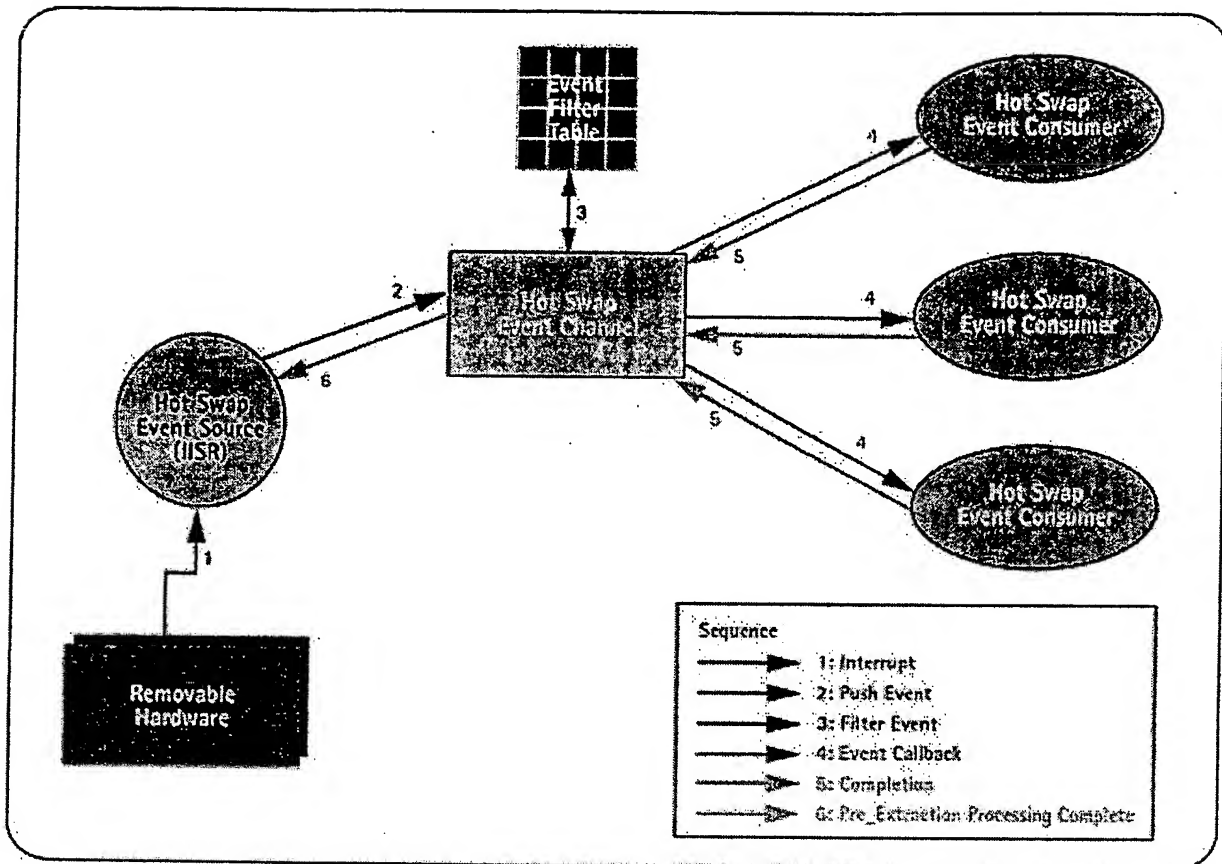 Event
Filter
Table
Hot Swap
Event Consumer
4
3
5
2
Hot Swap
Event Channel
4
Hot Swap
Event Consumer
5
6
Hot Swap
Event Source
(IISR)
5
4
Hot Swap
Event Consumer
1
Removable
Hardware
Sequence
1: Interrupt
2: Push Event
3: Filter Event
4: Event Callback
5: Completion
6: Pre_Extraction Processing Complete